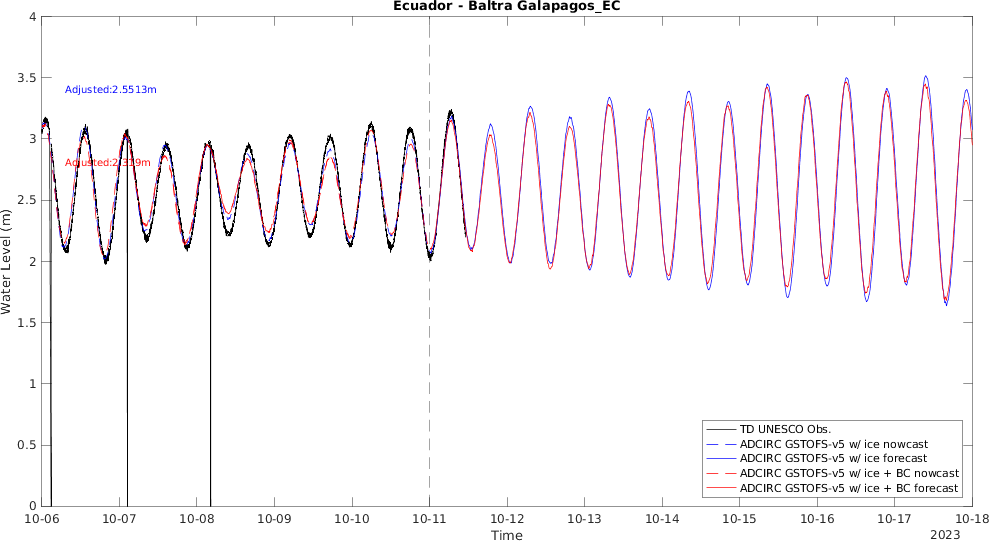 Ecuador - Baltra Galapagos_EC
4
3.5
3
2.5
2
1.5
1
0.5
0
Water Level (m)
Adjusted:2.5513m
Adjusted:2.319m
TD UNESCO Obs.
ADCIRC GSTOFS-v5 w/ ice nowcast
ADCIRC GSTOFS-v5 w/ ice forecast
ADCIRC GSTOFS-v5 w/ ice + BC nowcast
ADCIRC GSTOFS-v5 w/ ice + BC forecast
10-06 10-07 10-08 10-09 10-10 10-11 10-12 10-13 10-14 10-15 10-16 10-17 10-18
Time
2023